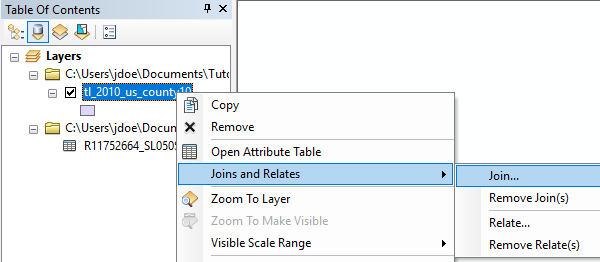 Table Of Contents
Layers
C:\Users\jdoe\Documents\Tuto
tl_2010_us_county10
C:\Users\jdoe\Docum
R11752664_SL050
Copy
Remove
Open Attribute Table
Joins and Relates
Zoom To Layer
Zoom To Make Visible
Visible Scale Range
Join...
Remove Join(s)
Relate...
Remove Relate(s)